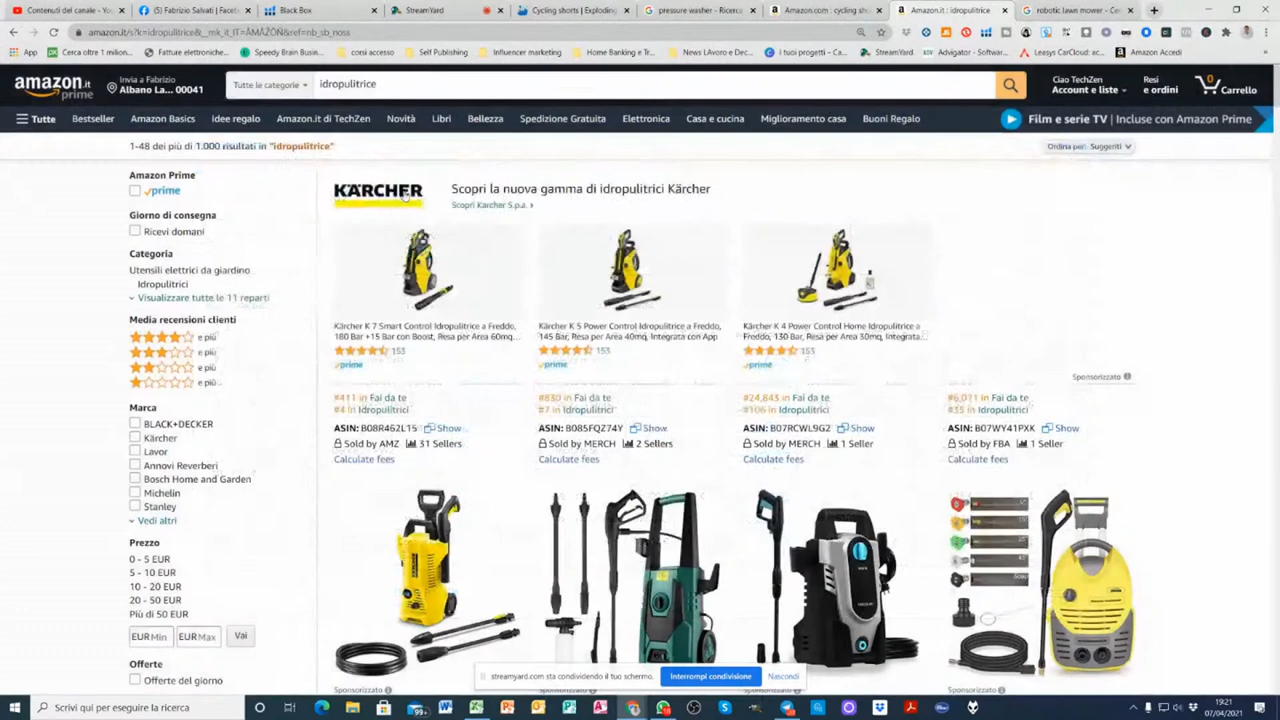 Contenuti del canale - Yo
(5) Fabrizio Salvati | Faceb
Black Box
StreamYard
Cycling shorts | Exploding
pressure washer - Ricerca
Amazon.com : cycling sho
Amazon.it : idropulitrice
robotic lawn mower - Ce
amazon.it/s?k=idropulitrice&__mk_it_IT=ÅMÅŽÕÑ&ref=nb_sb_noss
App
Cerca oltre 1 milion...
Fatture elettroniche...
Speedy Brain Busin...
corsi accesso
Self Publishing
Influencer marketing
Home Banking e Tr...
News LAvoro e Dec...
i tuoi progetti - Ca...
StreamYard
Advigator - Softwar...
Leasys CarCloud: ac...
Amazon Accedi
amazon.it
prime
Invia a Fabrizio
Albano La... 00041
Tutte le categorie
idropulitrice
Ciao TechZen
Account e liste
Resi
e ordini
0
Carrello
Tutte
Bestseller
Amazon Basics
Idee regalo
Amazon.it di TechZen
Novità
Libri
Bellezza
Spedizione Gratuita
Elettronica
Casa e cucina
Miglioramento casa
Buoni Regalo
Film e serie TV | Incluse con Amazon Prime
1-48 dei più di 1.000 risultati in "idropulitrice"
Ordina per: Suggeriti
Amazon Prime
prime
Giorno di consegna
Ricevi domani
Categoria
Utensili elettrici da giardino
Idropulitrici
Visualizzare tutte le 11 reparti
Media recensioni clienti
e più
e più
e più
e più
Marca
BLACK+DECKER
Kärcher
Lavor
Annovi Reverberi
Bosch Home and Garden
Michelin
Stanley
Vedi altri
Prezzo
0 - 5 EUR
5 - 10 EUR
10 - 20 EUR
20 - 50 EUR
Più di 50 EUR
EUR Min
EUR Max
Vai
Offerte
Offerte del giorno
KÄRCHER
Scopri la nuova gamma di idropulitrici Kärcher
Scopri Karcher S.p.a. ›
Kärcher K 7 Smart Control Idropulitrice a Freddo,
180 Bar +15 Bar con Boost, Resa per Area 60mq...
153
prime
Kärcher K 5 Power Control Idropulitrice a Freddo,
145 Bar, Resa per Area 40mq, Integrata con App
153
prime
Kärcher K 4 Power Control Home Idropulitrice a
Freddo, 130 Bar, Resa per Area 30mq, Integrata...
153
prime
Sponsorizzato
#411 in Fai da te
#4 in Idropulitrici
ASIN: B08R462L15 Show
Sold by AMZ 31 Sellers
Calculate fees
#830 in Fai da te
#7 in Idropulitrici
ASIN: B085FQZ74Y Show
Sold by MERCH 2 Sellers
Calculate fees
#24,843 in Fai da te
#106 in Idropulitrici
ASIN: B07RCWL9G2 Show
Sold by MERCH 1 Seller
Calculate fees
#6,071 in Fai da te
#35 in Idropulitrici
ASIN: B07WY41PXK Show
Sold by FBA 1 Seller
Calculate fees
Sponsorizzato
Sponsorizzato
Sponsorizzato
Sponsorizzato
streamyard.com sta condividendo il tuo schermo.
Interrompi condivisione
Nascondi
Scrivi qui per eseguire la ricerca
99+
19:21
07/04/2021